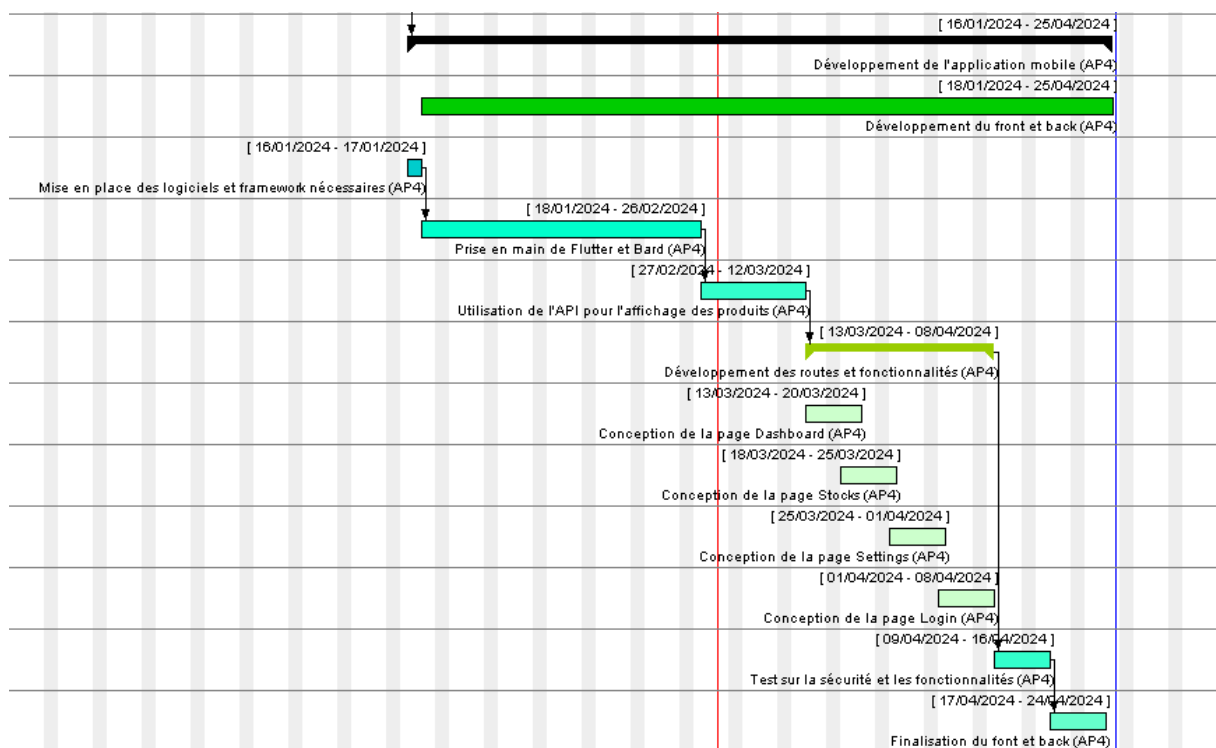 [ 16/01/2024 - 25/04/2024 ]
Développement de l'application mobile (AP4)
[ 18/01/2024 - 25/04/2024 ]
Développement du front et back (AP4)
[ 16/01/2024 - 17/01/2024 ]
Mise en place des logiciels et framework nécessaires (AP4)
[ 18/01/2024 - 26/02/2024 ]
Prise en main de Flutter et Bard (AP4)
[ 27/02/2024 - 12/03/2024 ]
Utilisation de l'API pour l'affichage des produits (AP4)
[ 13/03/2024 - 08/04/2024 ]
Développement des routes et fonctionnalités (AP4)
[ 13/03/2024 - 20/03/2024 ]
Conception de la page Dashboard (AP4)
[ 18/03/2024 - 25/03/2024 ]
Conception de la page Stocks (AP4)
[ 25/03/2024 - 01/04/2024 ]
Conception de la page Settings (AP4)
[ 01/04/2024 - 08/04/2024 ]
Conception de la page Login (AP4)
[ 09/04/2024 - 16/04/2024 ]
Test sur la sécurité et les fonctionnalités (AP4)
[ 17/04/2024 - 24/04/2024 ]
Finalisation du font et back (AP4)